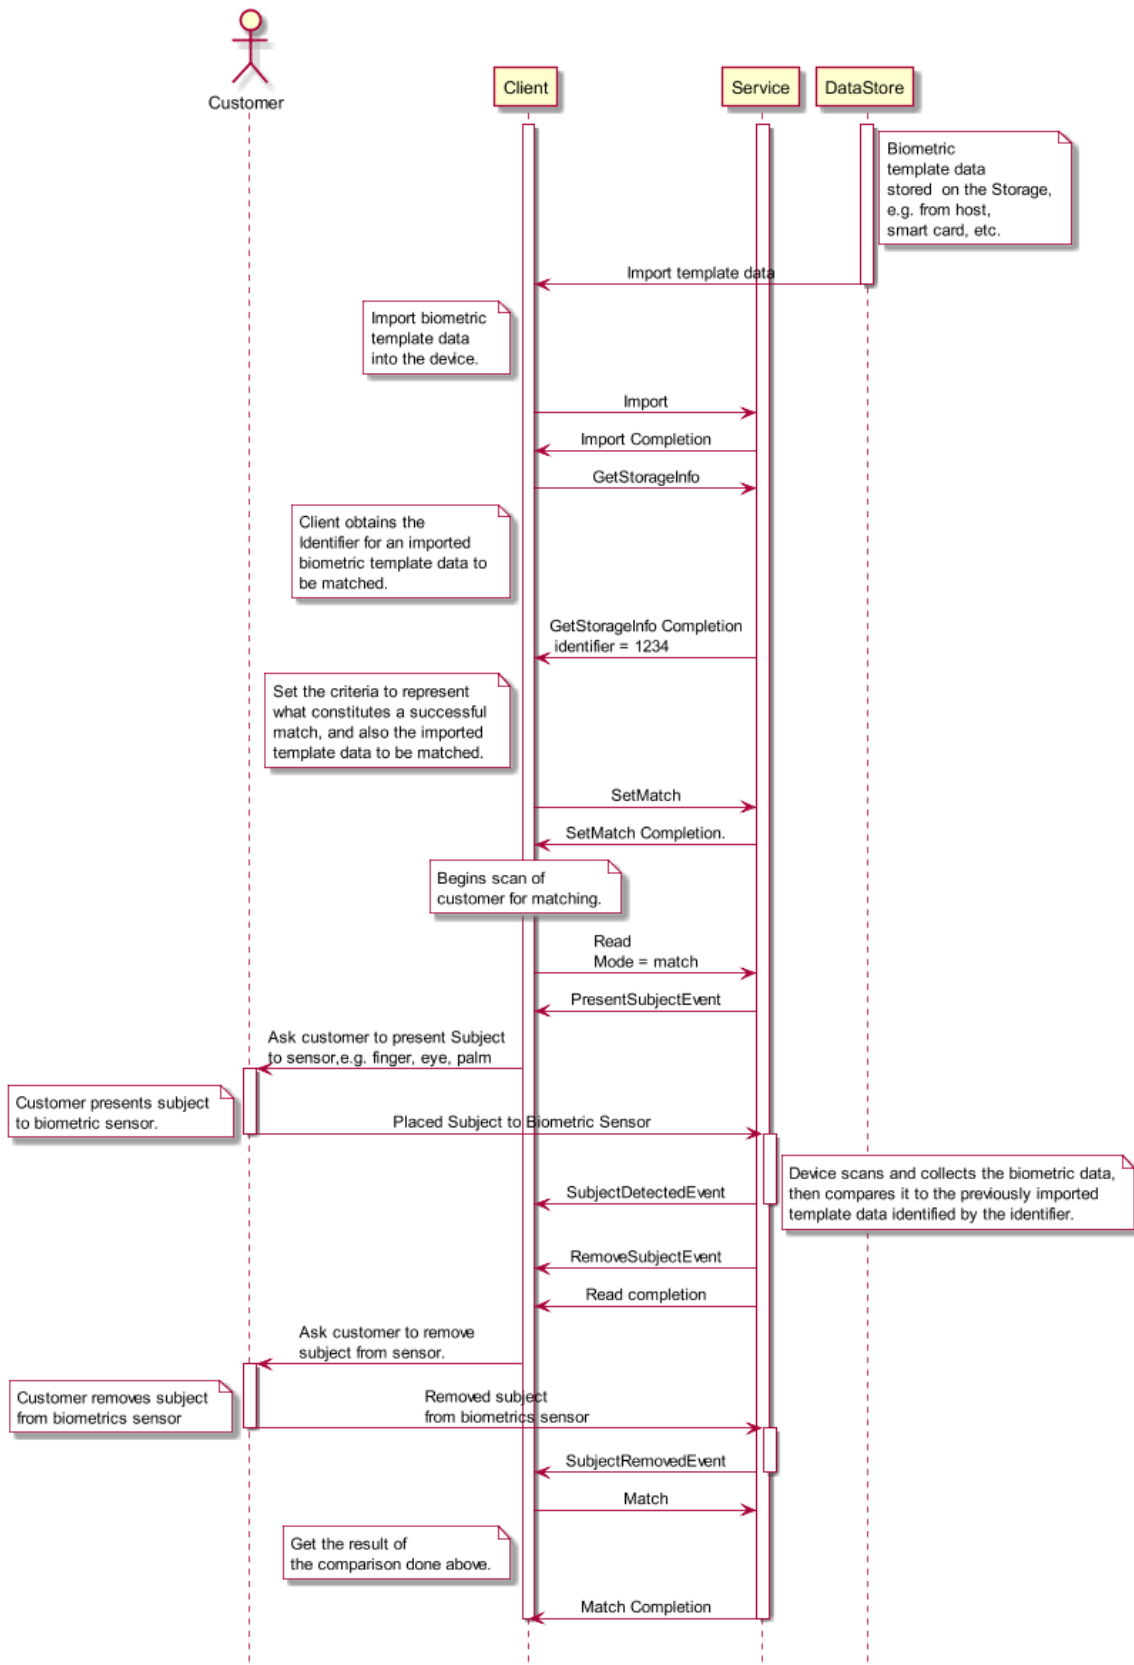 Customer
Client
Service
DataStore
Biometric
template data
stored  on the Storage,
e.g. from host,
smart card, etc.
Import template data
Import biometric
template data
into the device.
Import
Import Completion
GetStorageInfo
Client obtains the
Identifier for an imported
biometric template data to
be matched.
GetStorageInfo Completion
identifier = 1234
Set the criteria to represent
what constitutes a successful
match, and also the imported
template data to be matched.
SetMatch
SetMatch Completion.
Begins scan of
customer for matching.
Read
Mode = match
PresentSubjectEvent
Ask customer to present Subject
to sensor,e.g. finger, eye, palm
Customer presents subject
to biometric sensor.
Placed Subject to Biometric Sensor
Device scans and collects the biometric data,
then compares it to the previously imported
template data identified by the identifier.
SubjectDetectedEvent
RemoveSubjectEvent
Read completion
Ask customer to remove
subject from sensor.
Customer removes subject
from biometrics sensor
Removed subject
from biometrics sensor
SubjectRemovedEvent
Match
Get the result of
the comparison done above.
Match Completion